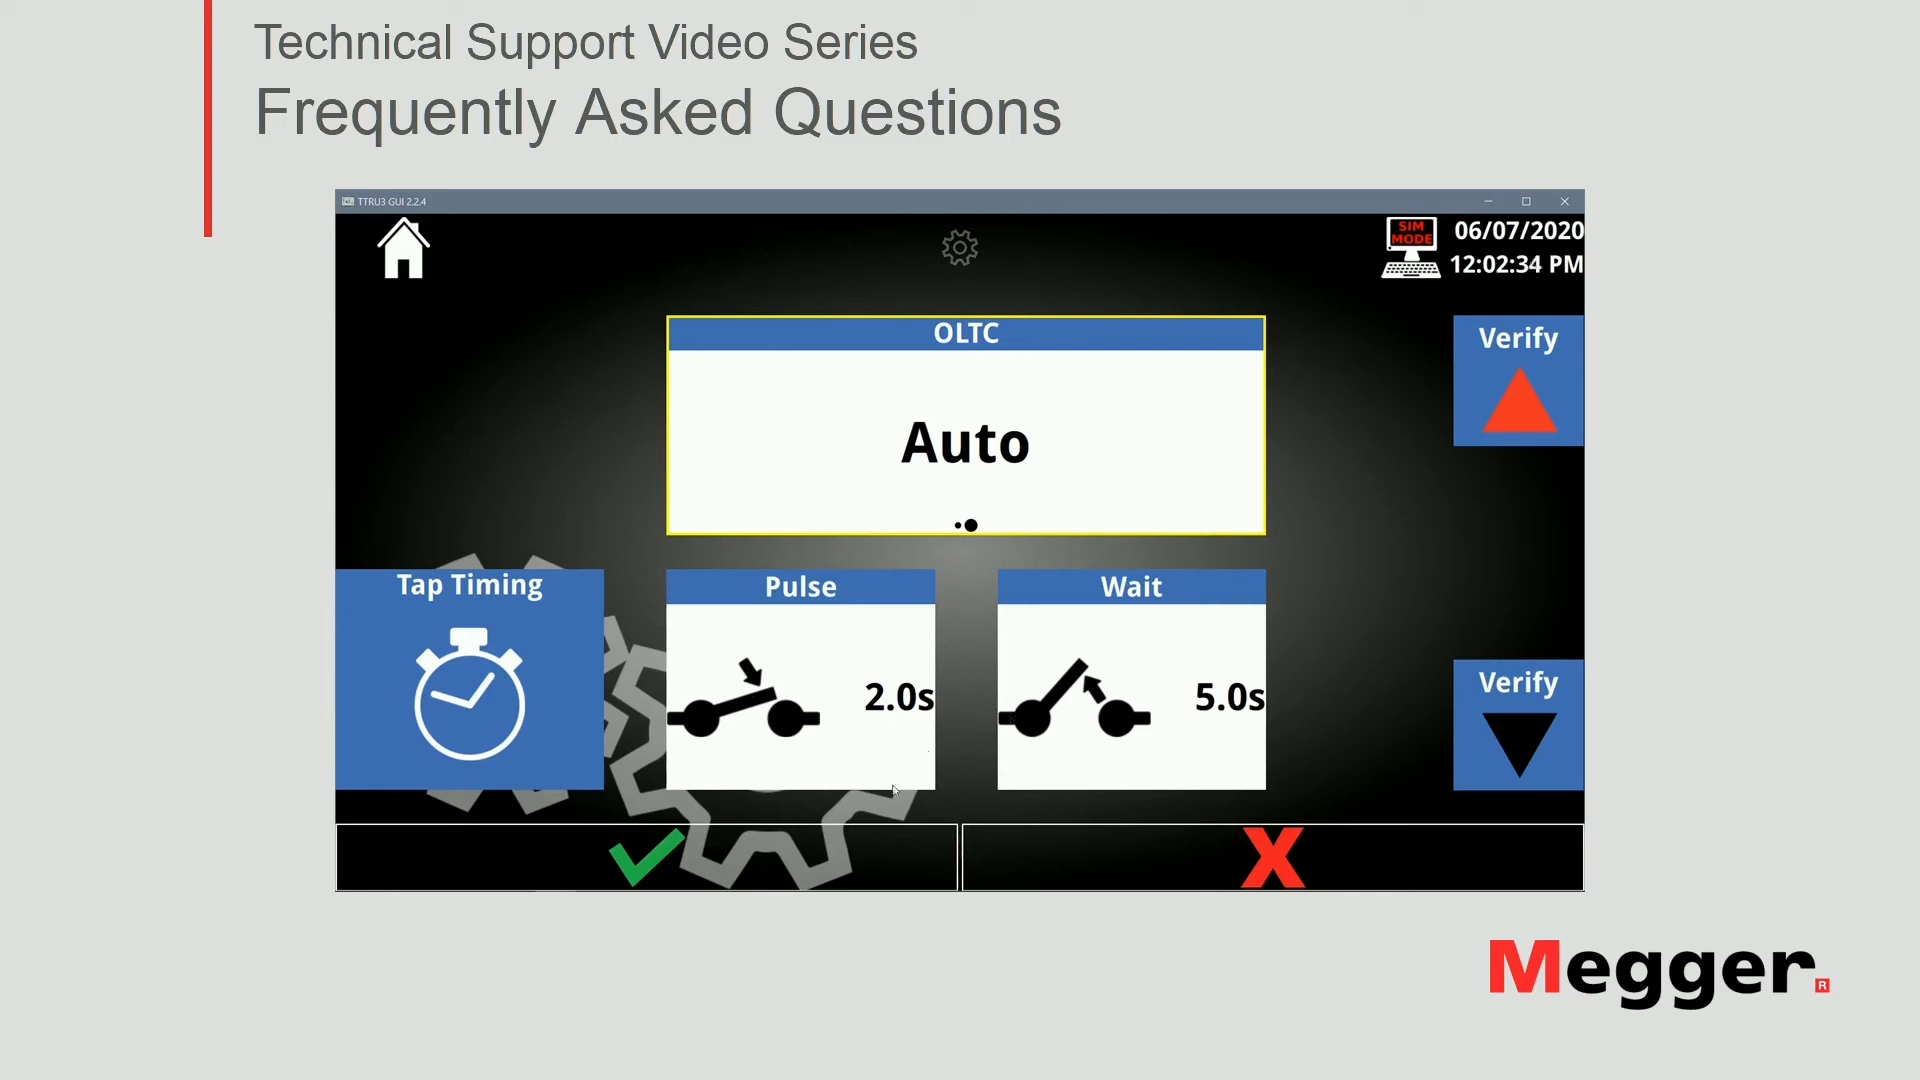 Technical Support Video Series
Frequently Asked Questions
TTRU3 GUI 2.2.4
SIM
MODE
06/07/2020
12:02:34 PM
OLTC
Auto
Verify
Tap Timing
Pulse
2.0s
Wait
5.0s
Verify
X
Megger
R